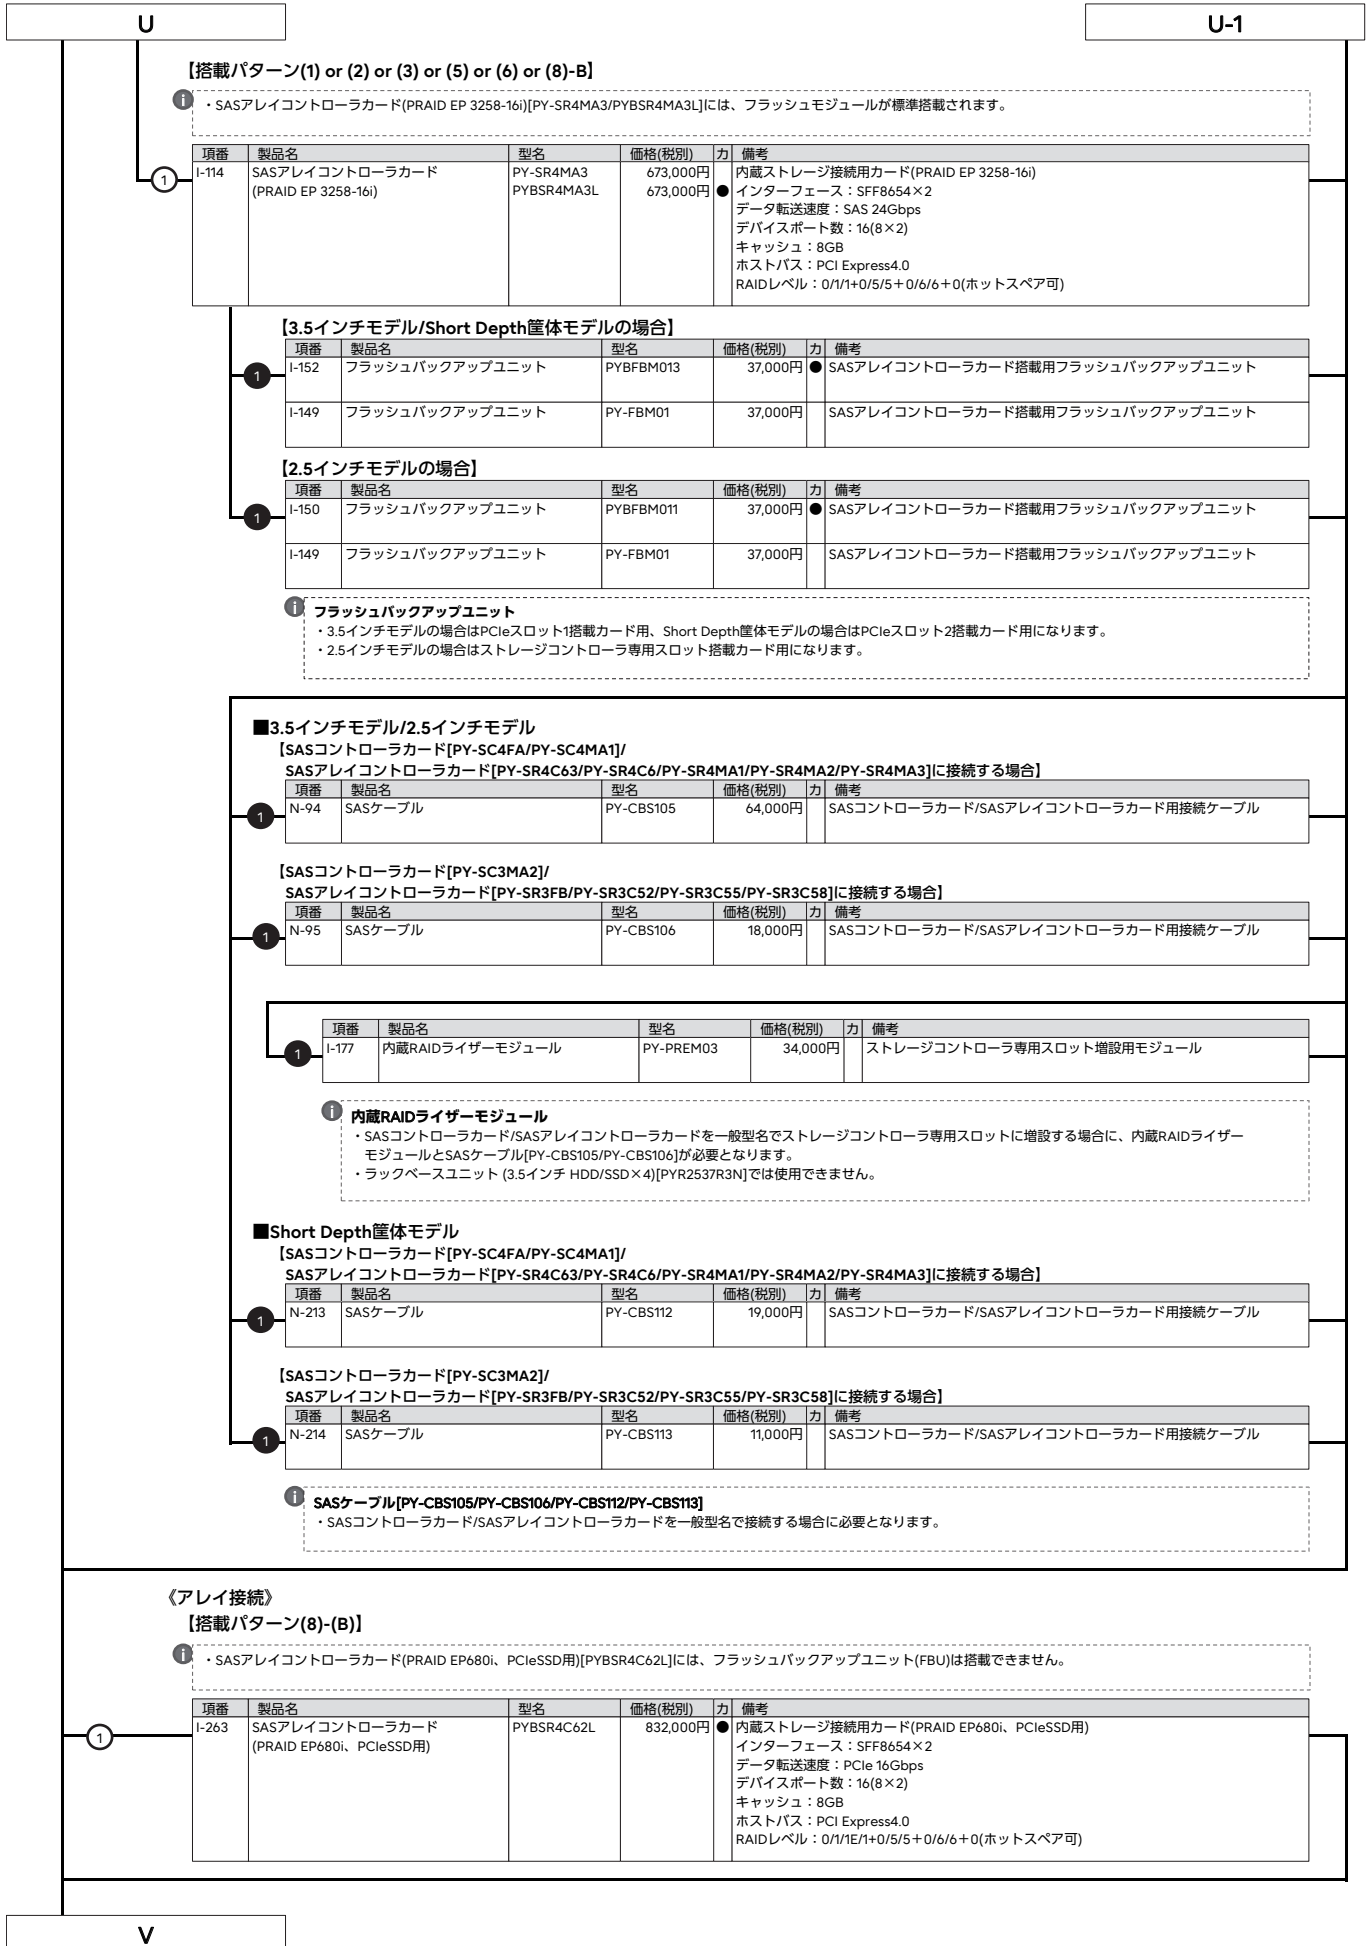 U
U-1
【搭載パターン(1) or (2) or (3) or (5) or (6) or (8)-B】
・SASアレイコントローラカード(PRAID EP 3258-16i)[PY-SR4MA3/PYBSR4MA3L]には、フラッシュモジュールが標準搭載されます。
項番 製品名 型名 価格(税別) カ 備考
1 I-114 SASアレイコントローラカード PY-SR4MA3 673,000円 内蔵ストレージ接続用カード(PRAID EP 3258-16i)
(PRAID EP 3258-16i) PYBSR4MA3L 673,000円 ● インターフェース：SFF8654×2
データ転送速度：SAS 24Gbps
デバイスポート数：16(8×2)
キャッシュ：8GB
ホストバス：PCI Express4.0
RAIDレベル：0/1/1+0/5/5＋0/6/6＋0(ホットスペア可)
【3.5インチモデル/Short Depth筐体モデルの場合】
項番 製品名 型名 価格(税別) カ 備考
1 I-152 フラッシュバックアップユニット PYBFBM013 37,000円 ● SASアレイコントローラカード搭載用フラッシュバックアップユニット
I-149 フラッシュバックアップユニット PY-FBM01 37,000円 SASアレイコントローラカード搭載用フラッシュバックアップユニット
【2.5インチモデルの場合】
項番 製品名 型名 価格(税別) カ 備考
1 I-150 フラッシュバックアップユニット PYBFBM011 37,000円 ● SASアレイコントローラカード搭載用フラッシュバックアップユニット
I-149 フラッシュバックアップユニット PY-FBM01 37,000円 SASアレイコントローラカード搭載用フラッシュバックアップユニット
フラッシュバックアップユニット
・3.5インチモデルの場合はPCIeスロット1搭載カード用、Short Depth筐体モデルの場合はPCIeスロット2搭載カード用になります。
・2.5インチモデルの場合はストレージコントローラ専用スロット搭載カード用になります。
■3.5インチモデル/2.5インチモデル
【SASコントローラカード[PY-SC4FA/PY-SC4MA1]/
SASアレイコントローラカード[PY-SR4C63/PY-SR4C6/PY-SR4MA1/PY-SR4MA2/PY-SR4MA3]に接続する場合】
項番 製品名 型名 価格(税別) カ 備考
1 N-94 SASケーブル PY-CBS105 64,000円 SASコントローラカード/SASアレイコントローラカード用接続ケーブル
【SASコントローラカード[PY-SC3MA2]/
SASアレイコントローラカード[PY-SR3FB/PY-SR3C52/PY-SR3C55/PY-SR3C58]に接続する場合】
項番 製品名 型名 価格(税別) カ 備考
1 N-95 SASケーブル PY-CBS106 18,000円 SASコントローラカード/SASアレイコントローラカード用接続ケーブル
項番 製品名 型名 価格(税別) カ 備考
1 I-177 内蔵RAIDライザーモジュール PY-PREM03 34,000円 ストレージコントローラ専用スロット増設用モジュール
内蔵RAIDライザーモジュール
・SASコントローラカード/SASアレイコントローラカードを一般型名でストレージコントローラ専用スロットに増設する場合に、内蔵RAIDライザー
モジュールとSASケーブル[PY-CBS105/PY-CBS106]が必要となります。
・ラックベースユニット (3.5インチ HDD/SSD×4)[PYR2537R3N]では使用できません。
■Short Depth筐体モデル
【SASコントローラカード[PY-SC4FA/PY-SC4MA1]/
SASアレイコントローラカード[PY-SR4C63/PY-SR4C6/PY-SR4MA1/PY-SR4MA2/PY-SR4MA3]に接続する場合】
項番 製品名 型名 価格(税別) カ 備考
1 N-213 SASケーブル PY-CBS112 19,000円 SASコントローラカード/SASアレイコントローラカード用接続ケーブル
【SASコントローラカード[PY-SC3MA2]/
SASアレイコントローラカード[PY-SR3FB/PY-SR3C52/PY-SR3C55/PY-SR3C58]に接続する場合】
項番 製品名 型名 価格(税別) カ 備考
1 N-214 SASケーブル PY-CBS113 11,000円 SASコントローラカード/SASアレイコントローラカード用接続ケーブル
SASケーブル[PY-CBS105/PY-CBS106/PY-CBS112/PY-CBS113]
・SASコントローラカード/SASアレイコントローラカードを一般型名で接続する場合に必要となります。
《アレイ接続》
【搭載パターン(8)-(B)】
・SASアレイコントローラカード(PRAID EP680i、PCIeSSD用)[PYBSR4C62L]には、フラッシュバックアップユニット(FBU)は搭載できません。
項番 製品名 型名 価格(税別) カ 備考
1 I-263 SASアレイコントローラカード PYBSR4C62L 832,000円 ● 内蔵ストレージ接続用カード(PRAID EP680i、PCIeSSD用)
(PRAID EP680i、PCIeSSD用) インターフェース：SFF8654×2
データ転送速度：PCIe 16Gbps
デバイスポート数：16(8×2)
キャッシュ：8GB
ホストバス：PCI Express4.0
RAIDレベル：0/1/1E/1+0/5/5＋0/6/6＋0(ホットスペア可)
V